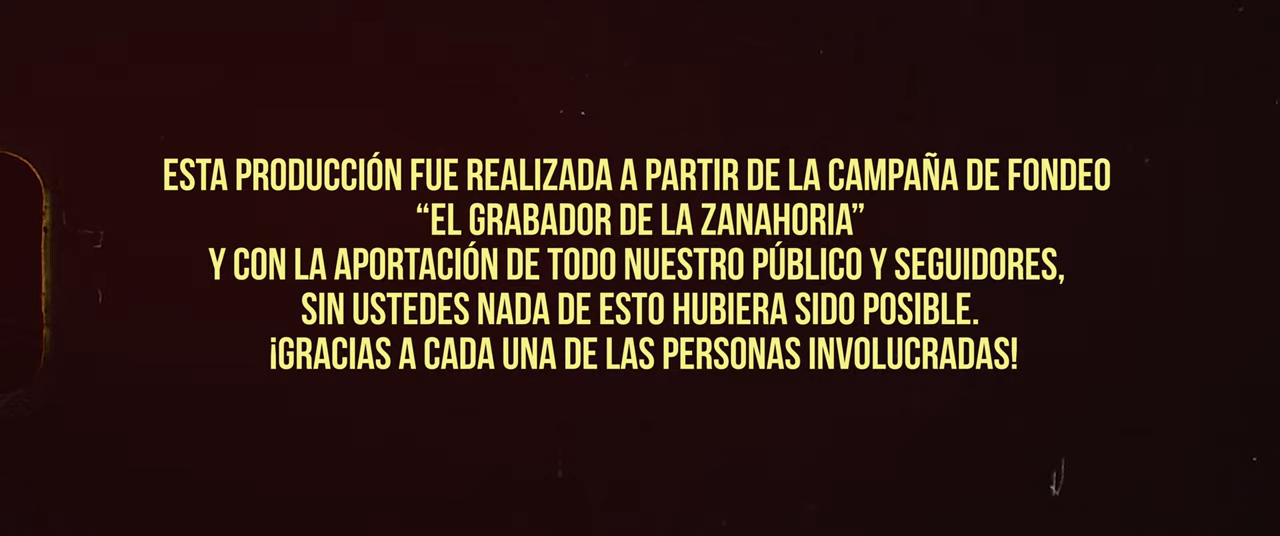 ESTA PRODUCCIÓN FUE REALIZADA A PARTIR DE LA CAMPAÑA DE FONDEO
“EL GRABADOR DE LA ZANAHORIA”
Y CON LA APORTACIÓN DE TODO NUESTRO PÚBLICO Y SEGUIDORES,
SIN USTEDES NADA DE ESTO HUBIERA SIDO POSIBLE.
¡GRACIAS A CADA UNA DE LAS PERSONAS INVOLUCRADAS!